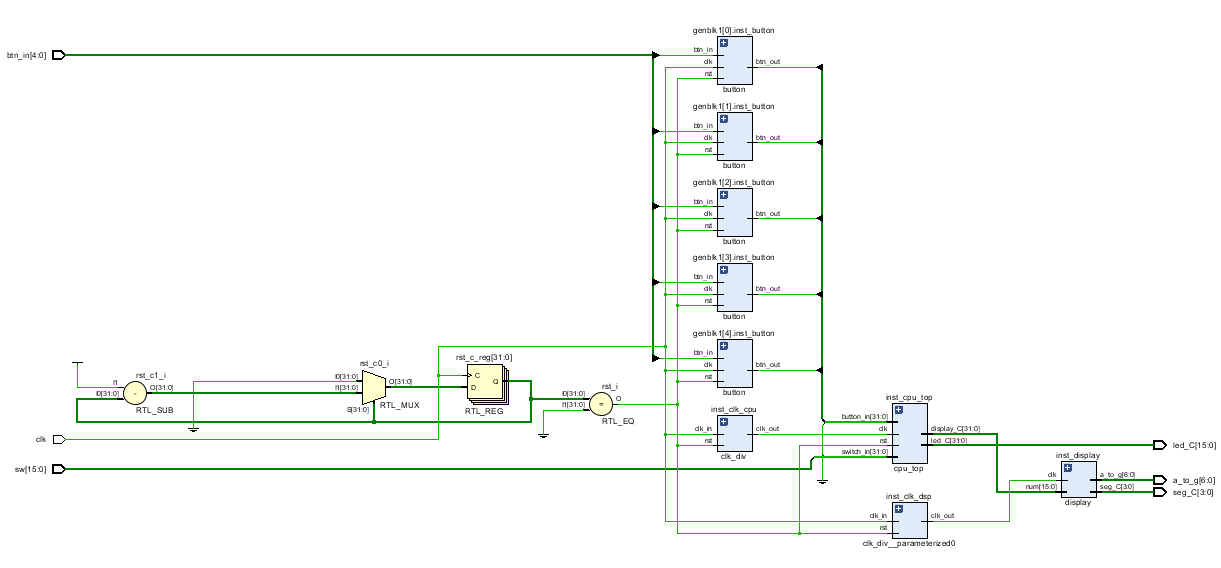 genblk1[0].inst_button
btn_in[4:0]
btn_in
clk
btn_out
rst
button
genblk1[1].inst_button
btn_in
clk
btn_out
rst
button
genblk1[2].inst_button
btn_in
clk
btn_out
rst
button
genblk1[3].inst_button
btn_in
clk
btn_out
rst
button
genblk1[4].inst_button
btn_in
clk
btn_out
rst
button
rst_c1_i
I1
I0[31:0]
-
O[31:0]
RTL_SUB
rst_c0_i
I0[31:0]
I1[31:0]
S[31:0]
O[31:0]
RTL_MUX
rst_c_reg[31:0]
C
D
Q
RTL_REG
rst_i
I0[31:0]
I1[31:0]
=
O
RTL_EQ
clk
sw[15:0]
inst_clk_cpu
clk_in
clk_out
rst
clk_div
inst_cpu_top
button_in[31:0]
clk
rst
switch_in[31:0]
display_C[31:0]
led_C[31:0]
cpu_top
led_C[15:0]
inst_display
clk
num[15:0]
a_to_g[6:0]
seg_C[3:0]
display
a_to_g[6:0]
seg_C[3:0]
inst_clk_dsp
clk_in
clk_out
rst
clk_div__parameterized0